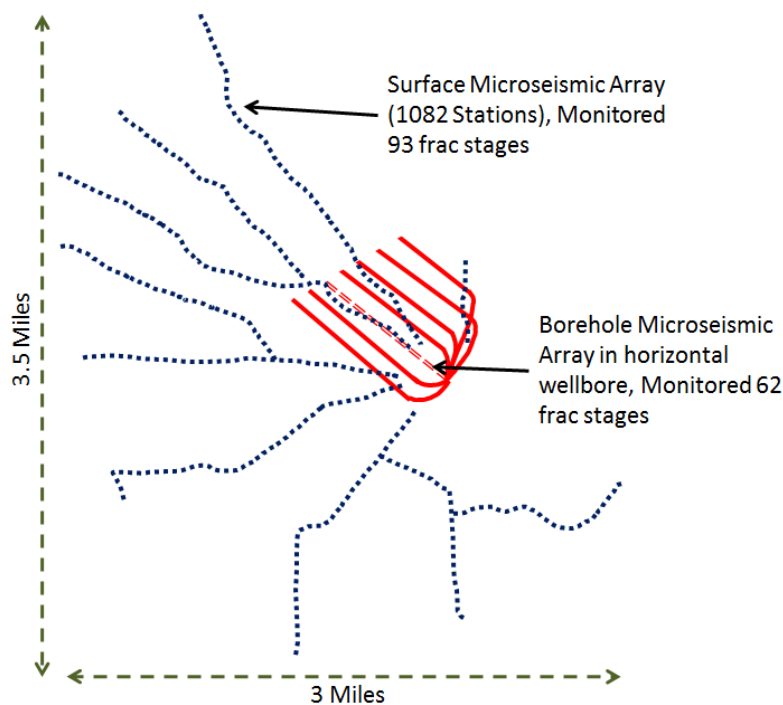 Surface Microseismic Array
(1082 Stations), Monitored
93 frac stages
3.5 Miles
Borehole Microseismic
Array in horizontal
wellbore, Monitored 62
frac stages
3 Miles